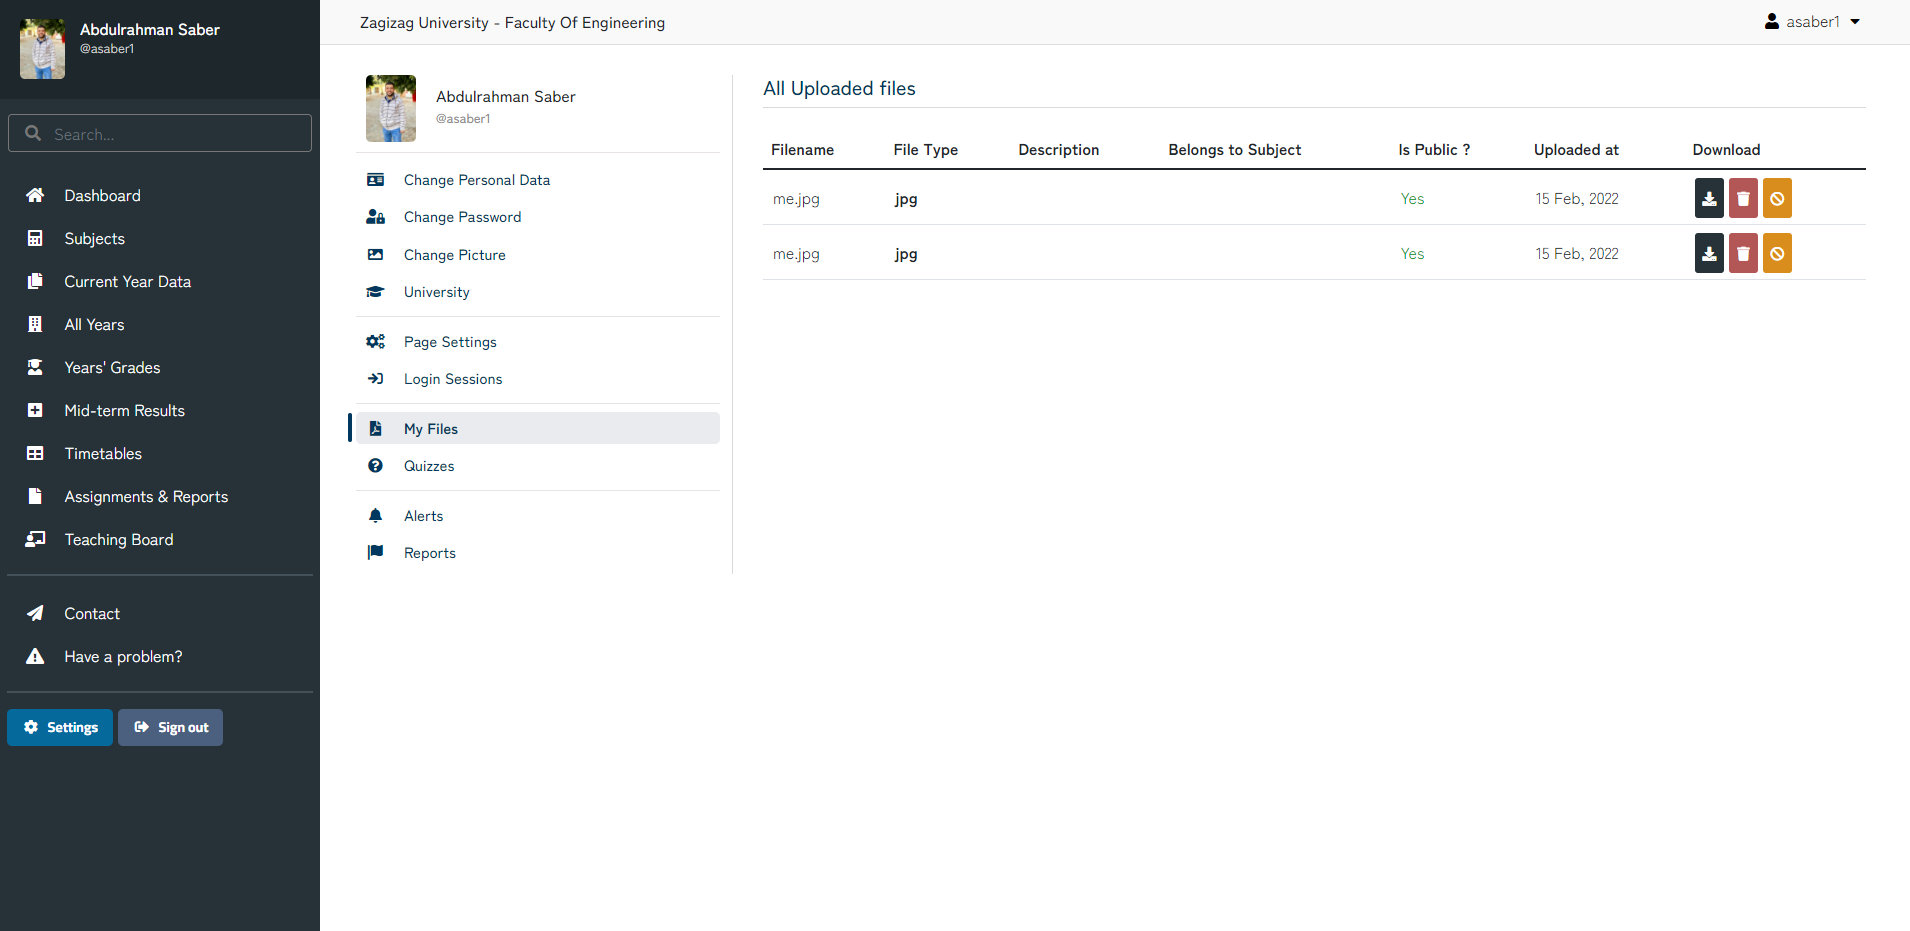 Abdulrahman Saber
@asaber1
Search...
Dashboard
Subjects
Current Year Data
All Years
Years' Grades
Mid-term Results
Timetables
Assignments & Reports
Teaching Board
Contact
Have a problem?
Settings
Sign out
Zagizag University - Faculty Of Engineering
asaber1
Abdulrahman Saber
@asaber1
Change Personal Data
Change Password
Change Picture
University
Page Settings
Login Sessions
My Files
Quizzes
Alerts
Reports
All Uploaded files
Filename File Type Description Belongs to Subject Is Public ? Uploaded at Download
me.jpg jpg Yes 15 Feb, 2022
me.jpg jpg Yes 15 Feb, 2022